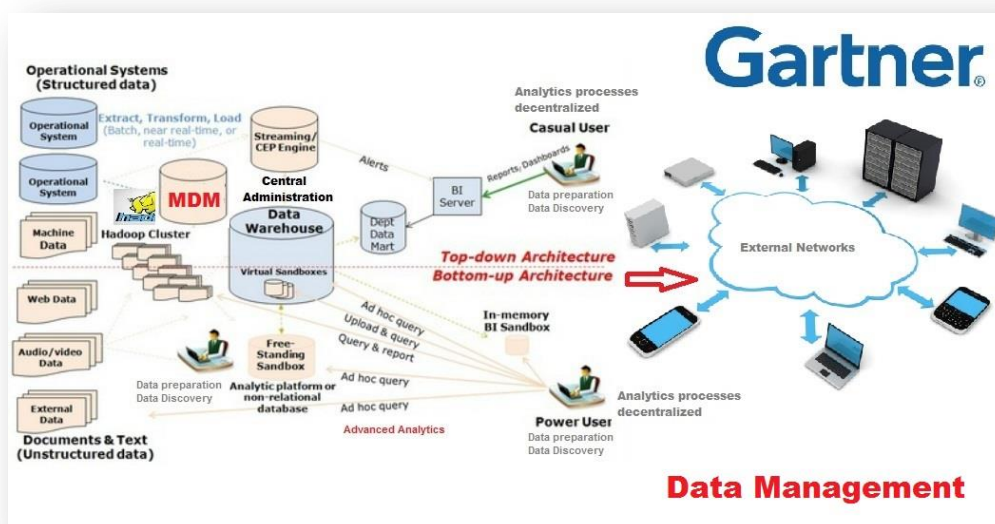 Gartner®
Operational Systems
(Structured data)
Operational
System
Extract, Transform, Load
(Batch, near real-time, or
real-time)
Streaming/
CEP Engine
Analytics processes
decentralized
Casual User
Alerts
Reports, Dashboards
Data preparation
Data Discovery
Operational
System
MDM
Central
Administration
BI
Server
Machine
Data
Hadoop Cluster
Data
Warehouse
Dept
Data
Mart
Top-down Architecture
Bottom-up Architecture
External Networks
Virtual Sandboxes
Web Data
Ad hoc query
Upload & query
Query & report
In-memory
BI Sandbox
Audio/video
Data
Free-
Standing
Sandbox
Data preparation
Data Discovery
Analytic platform or
non-relational
database
Ad hoc query
Ad hoc query
Analytics processes
decentralized
External
Data
Advanced Analytics
Power User
Data preparation
Data Discovery
Documents & Text
(Unstructured data)
Data Management